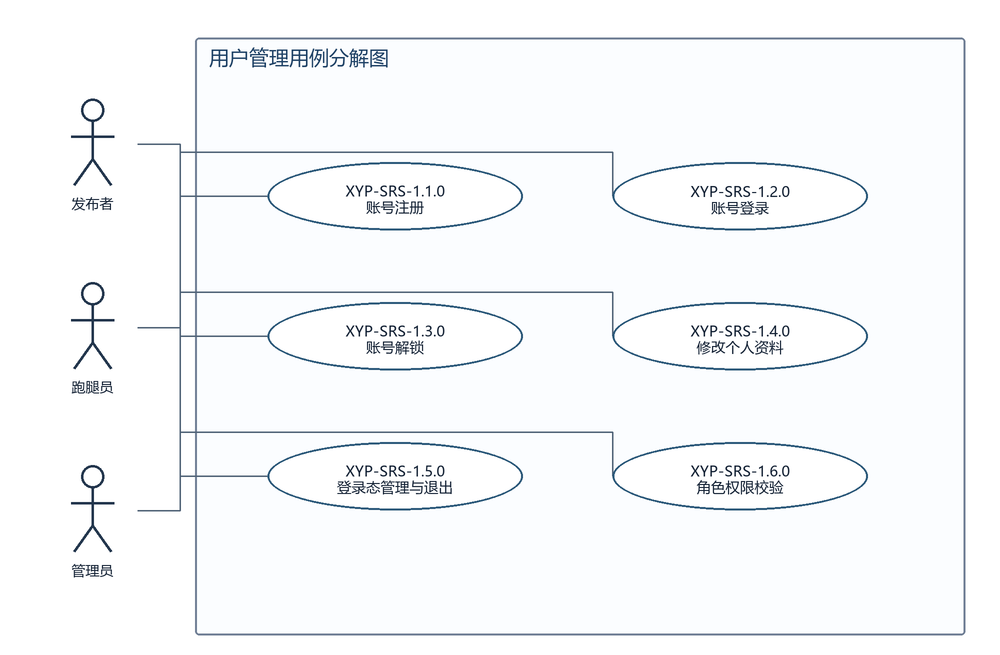 用户管理用例分解图
发布者
XYP-SRS-1.1.0
账号注册
XYP-SRS-1.2.0
账号登录
跑腿员
XYP-SRS-1.3.0
账号解锁
XYP-SRS-1.4.0
修改个人资料
管理员
XYP-SRS-1.5.0
登录态管理与退出
XYP-SRS-1.6.0
角色权限校验